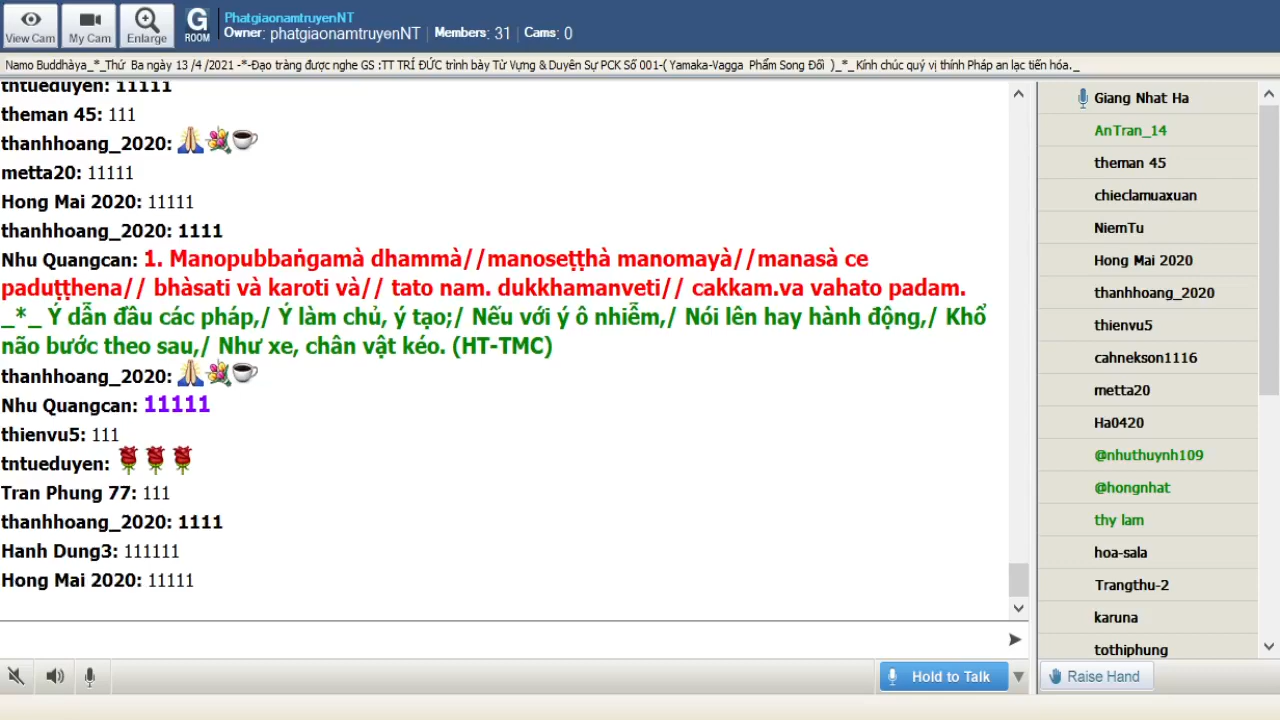 View Cam
My Cam
Enlarge
G
ROOM
PhatgiaonamtruyenNT
Owner: phatgiaonamtruyenNT | Members: 31 | Cams: 0
Namo Buddhàya_*_Thứ Ba ngày 13 /4 /2021 -*-Đạo tràng được nghe GS :TT TRÍ ĐỨC trình bày Từ Vựng & Duyên Sự PCK Số 001-( Yamaka-Vagga Phẩm Song Đối )_*_ Kính chúc quý vị thính Pháp an lạc tiến hóa._
tntueduyen: 11111
theman 45: 111
thanhhoang_2020:
metta20: 11111
Hong Mai 2020: 11111
thanhhoang_2020: 1111
Nhu Quangcan: 1. Manopubbaṅgamà dhammà//manoseṭṭhà manomayà//manasà ce
paduṭṭhena// bhàsati và karoti và// tato nam. dukkhamanveti// cakkam.va vahato padam.
_*_ Ý dẫn đầu các pháp,/ Ý làm chủ, ý tạo;/ Nếu với ý ô nhiễm,/ Nói lên hay hành động,/ Khổ
não bước theo sau,/ Như xe, chân vật kéo. (HT-TMC)
thanhhoang_2020:
Nhu Quangcan: 11111
thienvu5: 111
tntueduyen:
Tran Phung 77: 111
thanhhoang_2020: 1111
Hanh Dung3: 111111
Hong Mai 2020: 11111
Giang Nhat Ha
AnTran_14
theman 45
chieclamuaxuan
NiemTu
Hong Mai 2020
thanhhoang_2020
thienvu5
cahnekson1116
metta20
Ha0420
@nhuthuynh109
@hongnhat
thy lam
hoa-sala
Trangthu-2
karuna
tothiphung
Hold to Talk
Raise Hand